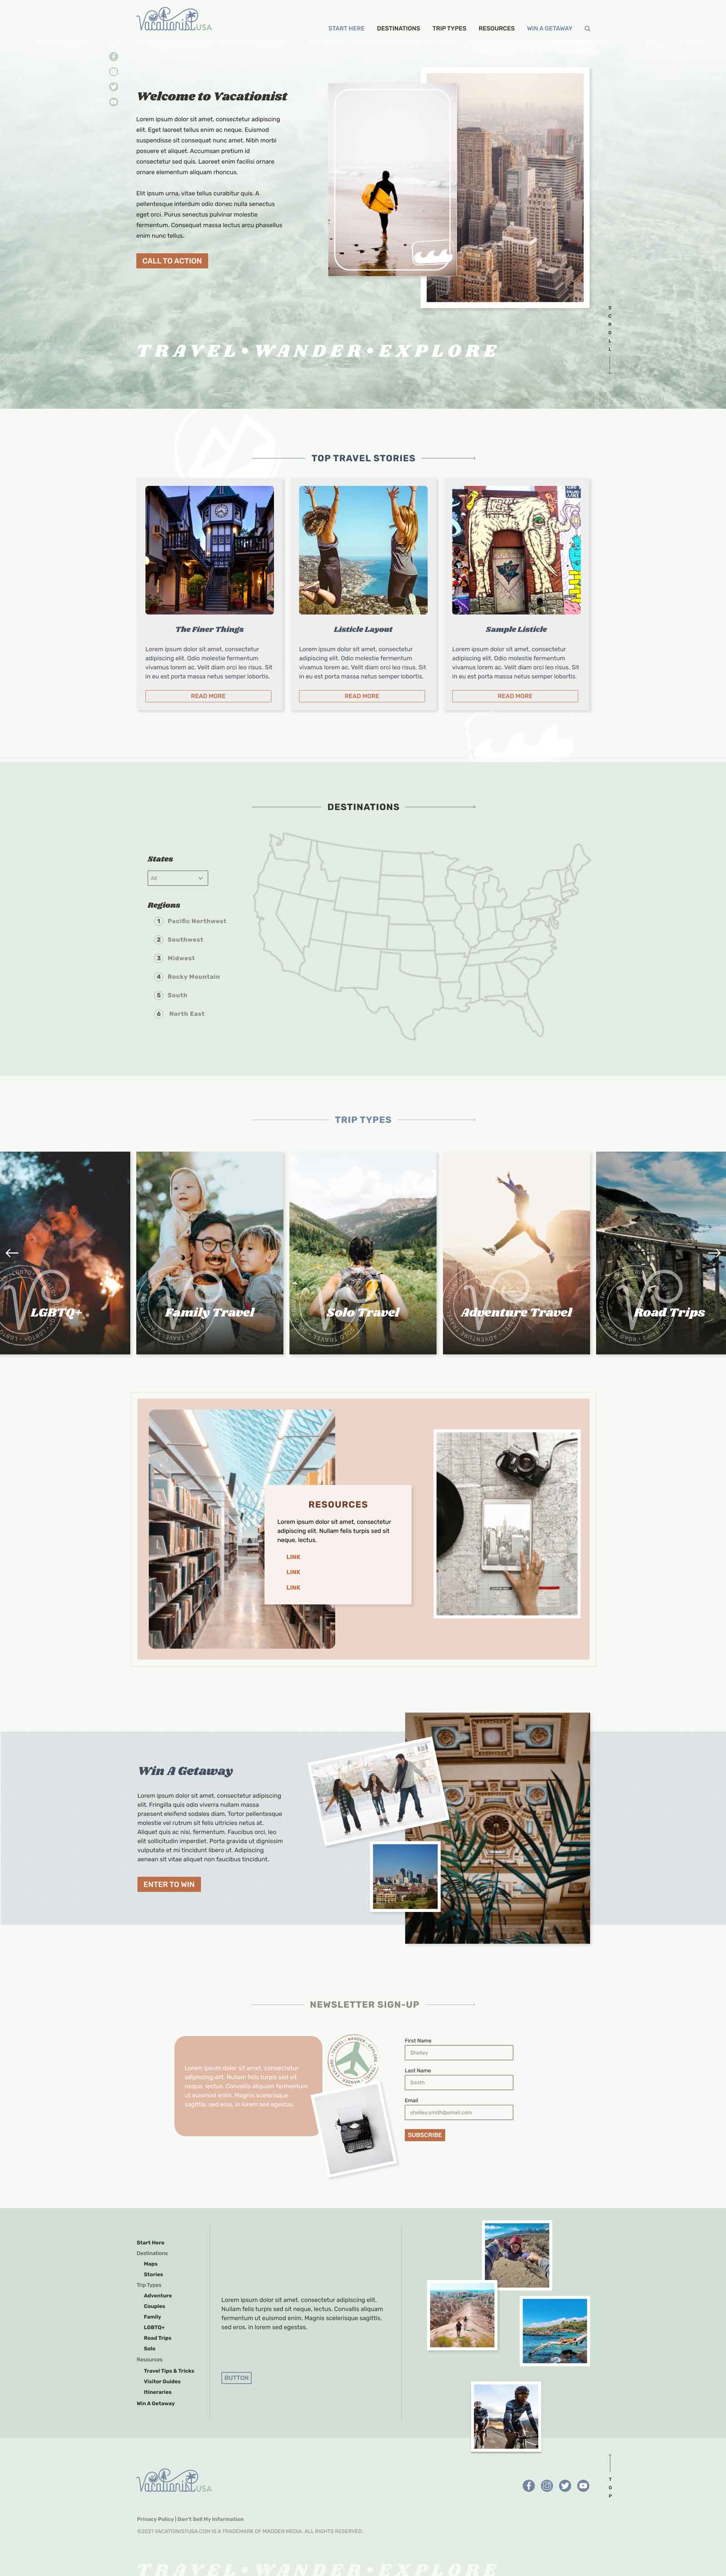 Vacationist USA
START HERE DESTINATIONS TRIP TYPES RESOURCES WIN A GETAWAY
Welcome to Vacationist
Lorem ipsum dolor sit amet, consectetur adipiscing
elit. Eget laoreet tellus enim ac neque. Euismod
suspendisse sit consequat nunc amet. Nibh morbi
posuere et aliquet. Accumsan pretium id
consectetur sed quis. Laoreet enim facilisi ornare
ornare elementum aliquam rhoncus.
Elit ipsum urna, vitae tellus curabitur quis. A
pellentesque interdum odio donec nulla senectus
eget orci. Purus senectus pulvinar molestie
fermentum. Consequat massa lectus arcu phasellus
enim nunc tellus.
CALL TO ACTION
SCROLL
TRAVEL•WANDER•EXPLORE
TOP TRAVEL STORIES
The Finer Things
Lorem ipsum dolor sit amet, consectetur
adipiscing elit. Odio molestie fermentum
vivamus lorem ac. Velit diam orci leo risus. Sit
in eu est porta massa netus semper lobortis.
READ MORE
Listicle Layout
Lorem ipsum dolor sit amet, consectetur
adipiscing elit. Odio molestie fermentum
vivamus lorem ac. Velit diam orci leo risus. Sit
in eu est porta massa netus semper lobortis.
READ MORE
Sample Listicle
Lorem ipsum dolor sit amet, consectetur
adipiscing elit. Odio molestie fermentum
vivamus lorem ac. Velit diam orci leo risus. Sit
in eu est porta massa netus semper lobortis.
READ MORE
DESTINATIONS
States
All
Regions
1 Pacific Northwest
2 Southwest
3 Midwest
4 Rocky Mountain
5 South
6 North East
TRIP TYPES
LGBTQ+
Family Travel
Solo Travel
Adventure Travel
Road Trips
RESOURCES
Lorem ipsum dolor sit amet, consectetur
adipiscing elit. Nullam felis turpis sed sit
neque, lectus.
LINK
LINK
LINK
Win A Getaway
Lorem ipsum dolor sit amet, consectetur adipiscing
elit. Fringilla quis odio viverra nullam massa
praesent eleifend sodales diam. Tortor pellentesque
molestie vel rutrum sit felis ultricies netus at.
Aliquet quis ac nisi, fermentum. Faucibus orci, leo
elit sollicitudin imperdiet. Porta gravida ut dignissim
vulputate et mi tincidunt libero ut. Adipiscing
aenean sit vitae aliquet non faucibus tincidunt.
ENTER TO WIN
NEWSLETTER SIGN-UP
Lorem ipsum dolor sit amet, consectetur
adipiscing elit. Nullam felis turpis sed sit
neque, lectus. Convallis aliquam fermentum
ut euismod enim. Magnis scelerisque
sagittis, sed eros, in lorem sed egestas.
TRAVEL • WANDER • EXPLORE
First Name
Shelley
Last Name
Smith
Email
shelley.smith@email.com
SUBSCRIBE
Start Here
Destinations
Maps
Stories
Trip Types
Adventure
Couples
Family
LGBTQ+
Road Trips
Solo
Resources
Travel Tips & Tricks
Visitor Guides
Itineraries
Win A Getaway
Lorem ipsum dolor sit amet, consectetur adipiscing elit.
Nullam felis turpis sed sit neque, lectus. Convallis aliquam
fermentum ut euismod enim. Magnis scelerisque sagittis,
sed eros, in lorem sed egestas.
BUTTON
Vacationist USA
TOP
Privacy Policy | Don't Sell My Information
©2021 VACATIONISTUSA.COM IS A TRADEMARK OF MADDEN MEDIA. ALL RIGHTS RESERVED.
TRAVEL•WANDER•EXPLORE